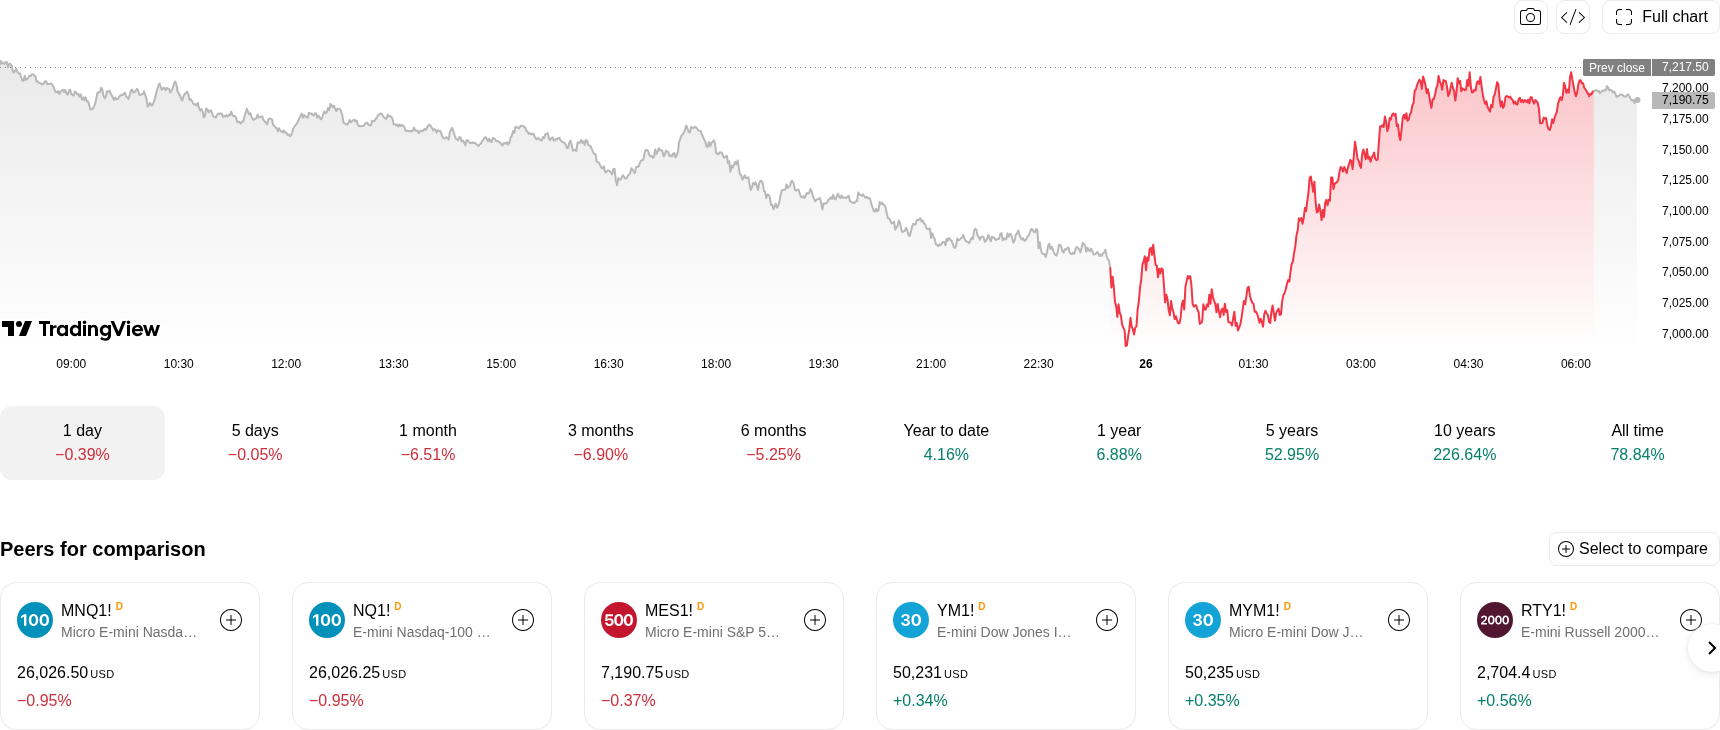 Full chart
Prev close 7,217.50
7,200.00
7,190.75
7,175.00
7,150.00
7,125.00
7,100.00
7,075.00
7,050.00
7,025.00
7,000.00
TradingView
09:00 10:30 12:00 13:30 15:00 16:30 18:00 19:30 21:00 22:30 26 01:30 03:00 04:30 06:00
1 day 5 days 1 month 3 months 6 months Year to date 1 year 5 years 10 years All time
−0.39% −0.05% −6.51% −6.90% −5.25% 4.16% 6.88% 52.95% 226.64% 78.84%
Peers for comparison
Select to compare
100 MNQ1! D
Micro E-mini Nasda…
26,026.50 USD
−0.95%
100 NQ1! D
E-mini Nasdaq-100 …
26,026.25 USD
−0.95%
500 MES1! D
Micro E-mini S&P 5…
7,190.75 USD
−0.37%
30 YM1! D
E-mini Dow Jones I…
50,231 USD
+0.34%
30 MYM1! D
Micro E-mini Dow J…
50,235 USD
+0.35%
2000 RTY1! D
E-mini Russell 2000…
2,704.4 USD
+0.56%